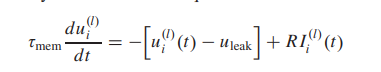 τ_mem du_i^(l)/dt = −[u_i^(l)(t) − u_leak] + RI_i^(l)(t)